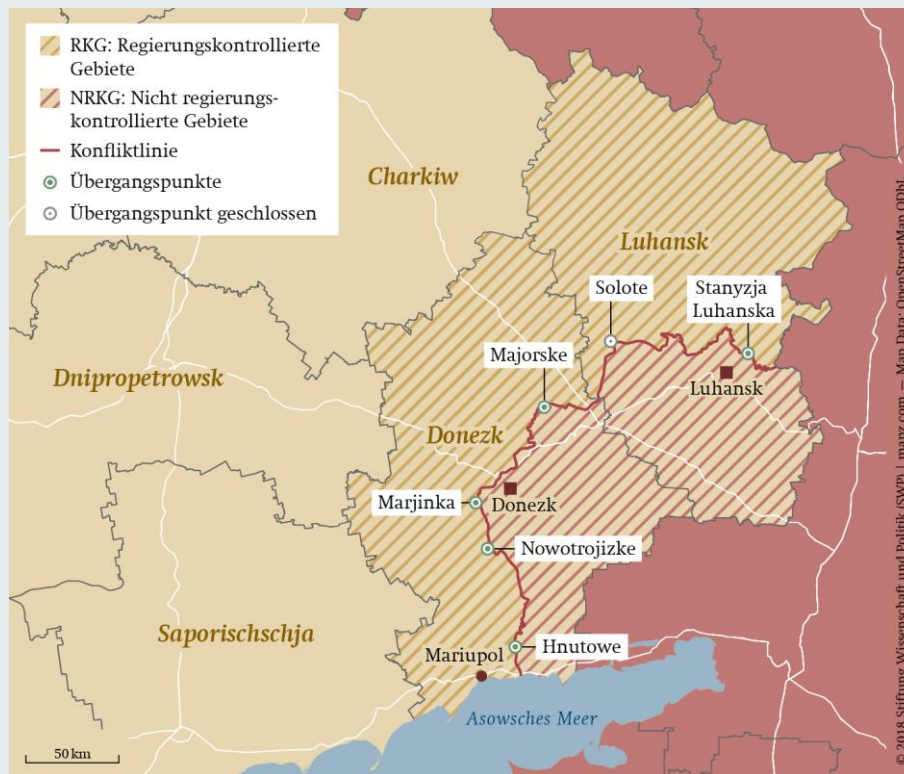 RKG: Regierungskontrollierte
Gebiete
NRKG: Nicht regierungs-
kontrollierte Gebiete
Konfliktlinie
Übergangspunkte
Übergangspunkt geschlossen
Charkiw
Luhansk
Solote
Stanyzja
Luhanska
Majorske
Dnipropetrowsk
Luhansk
Donezk
Marjinka
Donezk
Nowotrojizke
Saporischschja
Hnutowe
Mariupol
Asowsches Meer
50 km
© 2018 Stiftung Wissenschaft und Politik (SWP) | manz.com — Map Data: OpenStreetMap ODbL